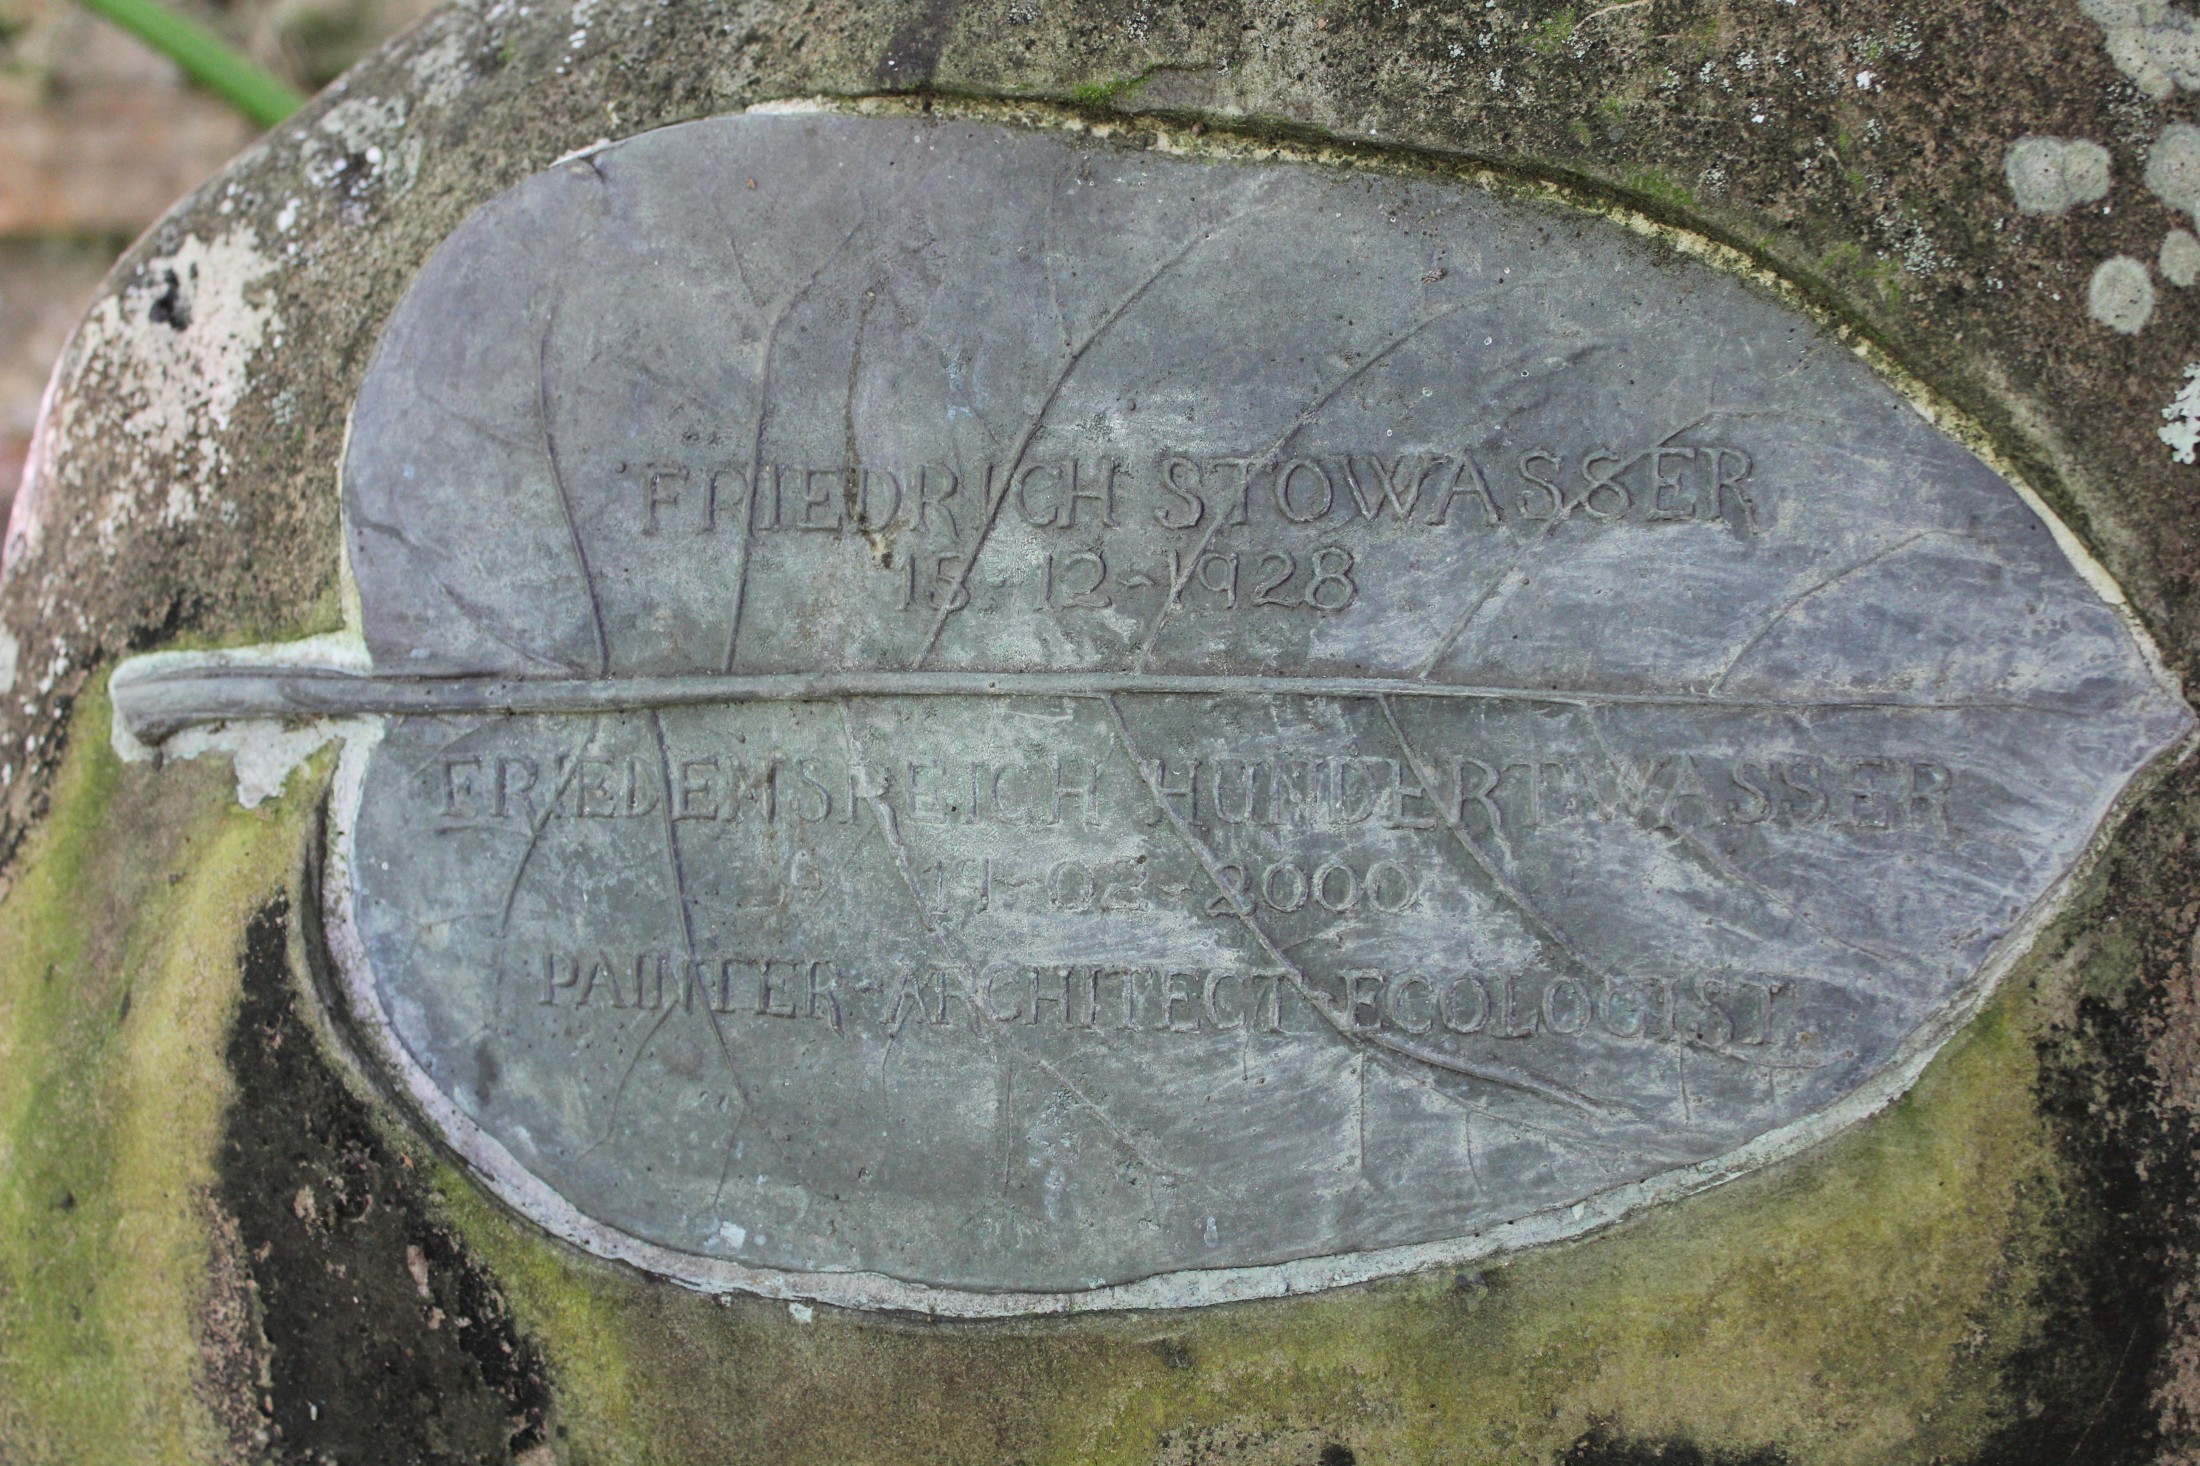 FRIEDRICH STOWASSER
15-12-1928
FRIEDENSREICH HUNDERTWASSER
19-02-2000
PAINTER-ARCHITECT-ECOLOGIST